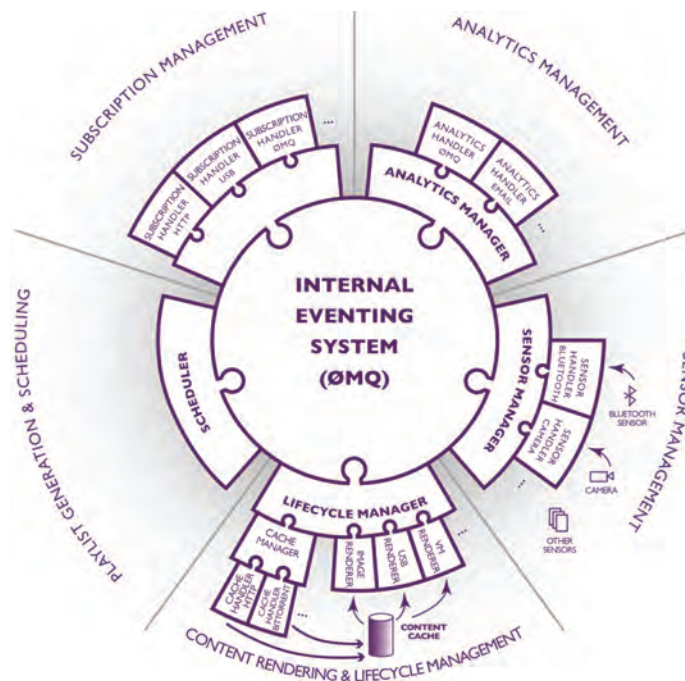 SUBSCRIPTION MANAGEMENT
ANALYTICS MANAGEMENT
SUBSCRIPTION
HANDLER
HTTP
SUBSCRIPTION
HANDLER
USB
SUBSCRIPTION
HANDLER
ØMQ
...
ANALYTICS
HANDLER
ØMQ
ANALYTICS
HANDLER
EMAIL
...
ANALYTICS MANAGER
INTERNAL
EVENTING
SYSTEM
(ØMQ)
PLAYLIST GENERATION & SCHEDULING
SCHEDULER
SENSOR MANAGER
SENSOR
HANDLER
BLUETOOTH
SENSOR
HANDLER
CAMERA
...
BLUETOOTH
SENSOR
CAMERA
OTHER
SENSORS
SENSOR MANAGEMENT
LIFECYCLE MANAGER
CACHE
MANAGER
CACHE
HANDLER
HTTP
CACHE
HANDLER
BITTORRENT
...
IMAGE
RENDERER
USB
RENDERER
VM
RENDERER
...
CONTENT
CACHE
CONTENT RENDERING & LIFECYCLE MANAGEMENT